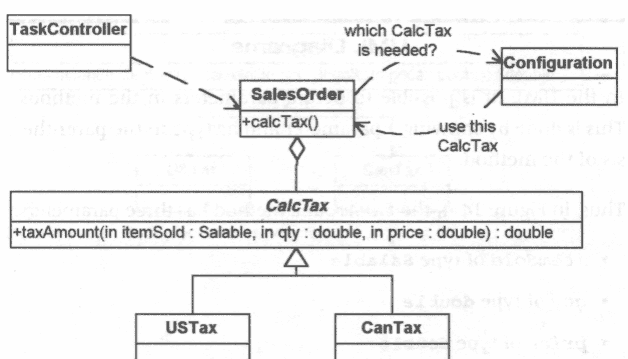 TaskController
which CalcTax
is needed?
Configuration
SalesOrder
+calcTax()
use this
CalcTax
CalcTax
+taxAmount(in itemSold : Salable, in qty : double, in price : double) : double
USTax
CanTax